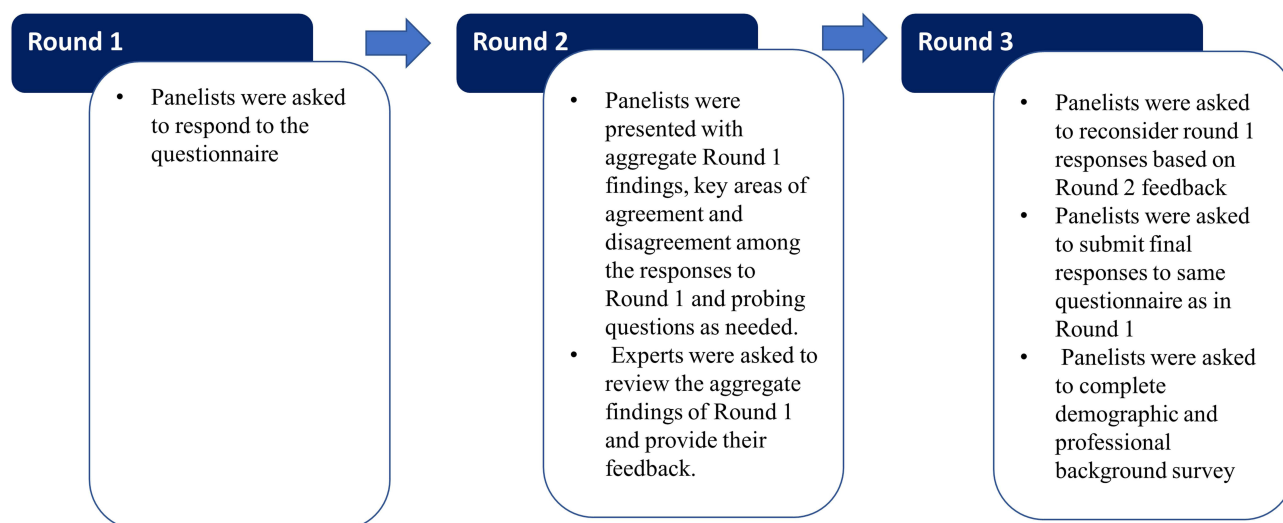 Round 1
• Panelists were asked
to respond to the
questionnaire
Round 2
• Panelists were
presented with
aggregate Round 1
findings, key areas of
agreement and
disagreement among
the responses to
Round 1 and probing
questions as needed.
• Experts were asked to
review the aggregate
findings of Round 1
and provide their
feedback.
Round 3
• Panelists were asked
to reconsider round 1
responses based on
Round 2 feedback
• Panelists were asked
to submit final
responses to same
questionnaire as in
Round 1
• Panelists were asked
to complete
demographic and
professional
background survey